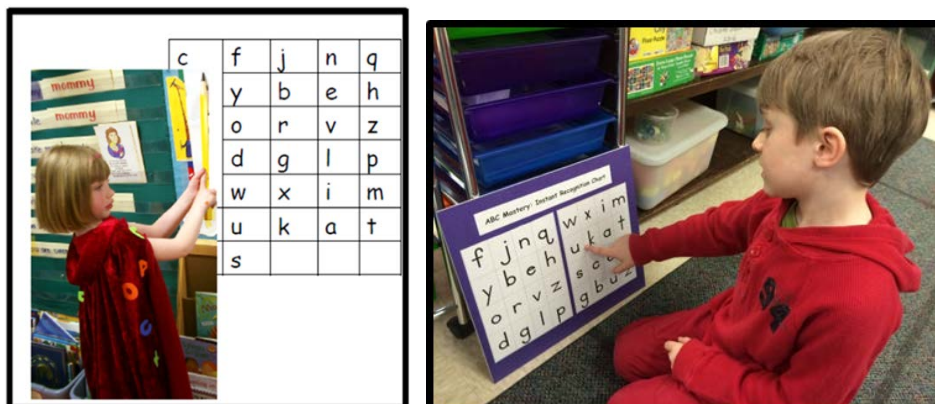 c f j n q
y b e h
o r v z
d g l p
w x i m
u k a t
s
mommy
mommy
ABC Mastery: Instant Recognition Chart
f j n q w x i m
y b e h u k a t
o r v z s c
d g l p g b u z